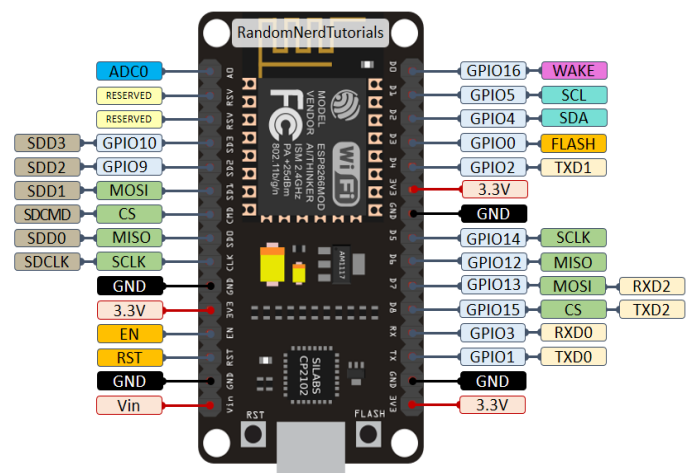 RandomNerdTutorials
ADC0 A0 D0 GPIO16 WAKE
RESERVED RSV D1 GPIO5 SCL
RESERVED RSV D2 GPIO4 SDA
SDD3 GPIO10 SD3 D3 GPIO0 FLASH
SDD2 GPIO9 SD2 D4 GPIO2 TXD1
SDD1 MOSI SD1 3V3 3.3V
SDCMD CS CMD GND GND
SDD0 MISO SD0 D5 GPIO14 SCLK
SDCLK SCLK CLK D6 GPIO12 MISO
GND GND D7 GPIO13 MOSI RXD2
3.3V 3V3 D8 GPIO15 CS TXD2
EN EN RX GPIO3 RXD0
RST RST TX GPIO1 TXD0
GND GND GND GND
Vin Vin 3V3 3.3V
MODEL ESP8266MOD
VENDOR AI/THINKER
ISM 2.4GHz
PA +25dBm
802.11b/g/n
FC
Wi Fi
AM1117
SILABS
CP2102
RST
FLASH